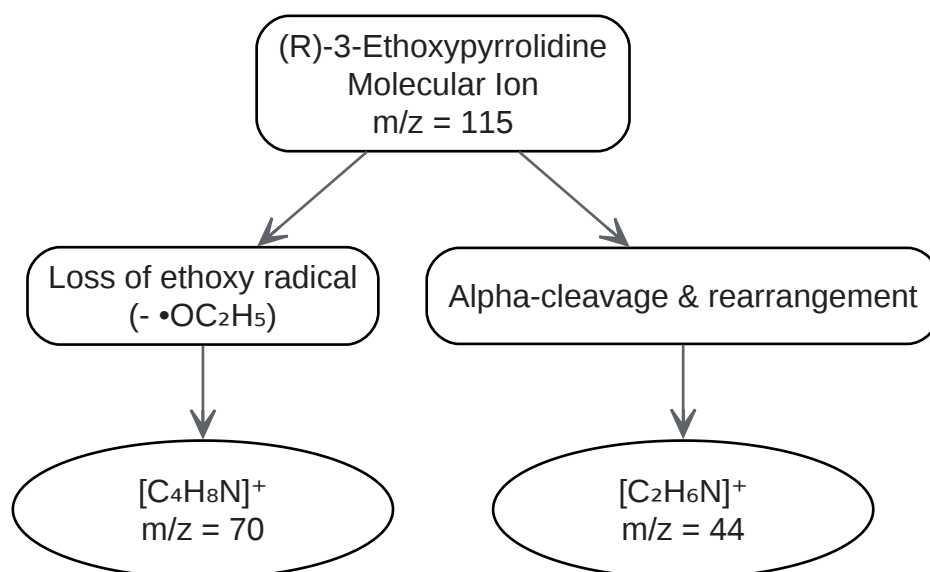 (R)-3-Ethoxypyrrolidine
Molecular Ion
m/z = 115
Loss of ethoxy radical
(- •OC₂H₅)
Alpha-cleavage & rearrangement
[C₄H₈N]⁺
m/z = 70
[C₂H₆N]⁺
m/z = 44